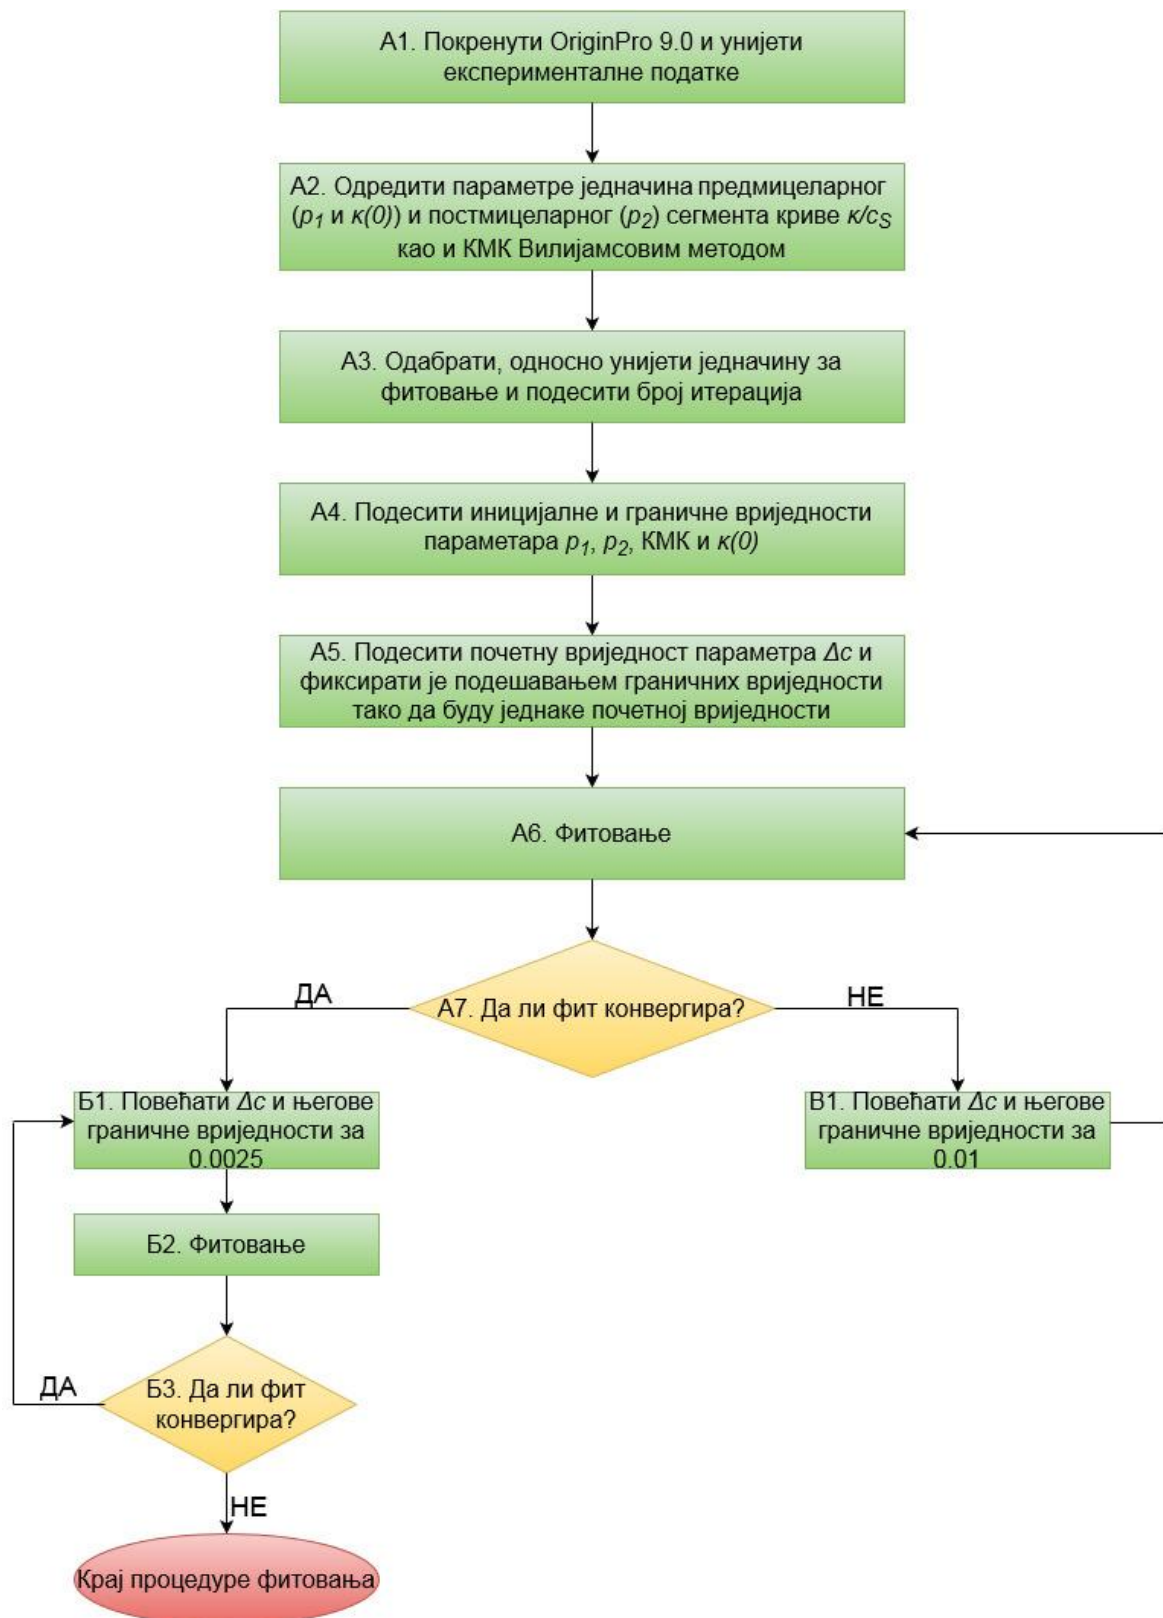 А1. Покренути OriginPro 9.0 и унијети
експерименталне податке
А2. Одредити параметре једначина предмицеларног
(p₁ и κ(0)) и постмицеларног (p₂) сегмента криве κ/cₛ
као и КМК Вилијамсовим методом
А3. Одабрати, односно унијети једначину за
фитовање и подесити број итерација
А4. Подесити иницијалне и граничне вриједности
параметара p₁, p₂, КМК и κ(0)
А5. Подесити почетну вриједност параметра Δc и
фиксирати је подешавањем граничних вриједности
тако да буду једнаке почетној вриједности
А6. Фитовање
А7. Да ли фит конвергира?
ДА
НЕ
Б1. Повећати Δc и његове
граничне вриједности за
0.0025
В1. Повећати Δc и његове
граничне вриједности за
0.01
Б2. Фитовање
Б3. Да ли фит
конвергира?
ДА
НЕ
Крај процедуре фитовања